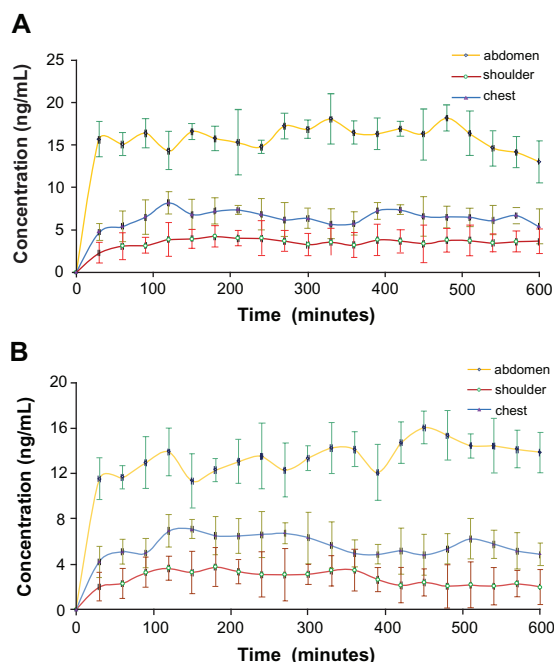 A
Concentration (ng/mL)
25
20
15
10
5
0
0 100 200 300 400 500 600
Time (minutes)
abdomen
shoulder
chest
B
Concentration (ng/mL)
20
16
12
8
4
0
0 100 200 300 400 500 600
Time (minutes)
abdomen
shoulder
chest